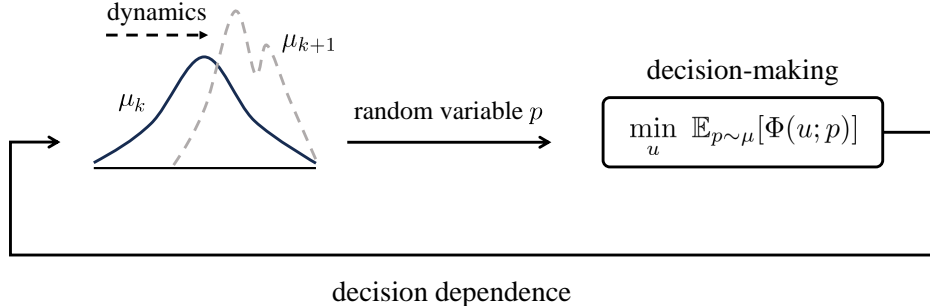 dynamics
μ_{k+1}
μ_k
random variable p
decision-making
min_u 𝔼_{p∼μ}[Φ(u; p)]
decision dependence